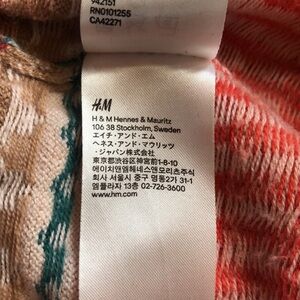 942151
RN0101255
CA42271
H&M
H & M Hennes & Mauritz
106 38 Stockholm, Sweden
エイチ・アンド・エム
ヘネス・アンド・マウリッツ
・ジャパン株式会社
東京都渋谷区神宮前1-8-10
에이치앤엠헤네스앤모리츠주식
회사 서울시 중구 명동2가 31-1
엠플라자 13층 02-726-3600
www.hm.com